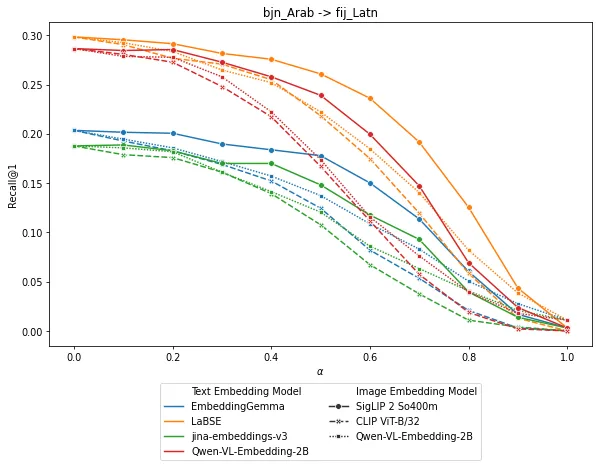 bjn_Arab -> fij_Latn
0.30
0.25
0.20
0.15
0.10
0.05
0.00
Recall@1
0.0 0.2 0.4 0.6 0.8 1.0
α
Text Embedding Model
EmbeddingGemma
LaBSE
jina-embeddings-v3
Qwen-VL-Embedding-2B
Image Embedding Model
SigLIP 2 So400m
CLIP ViT-B/32
Qwen-VL-Embedding-2B